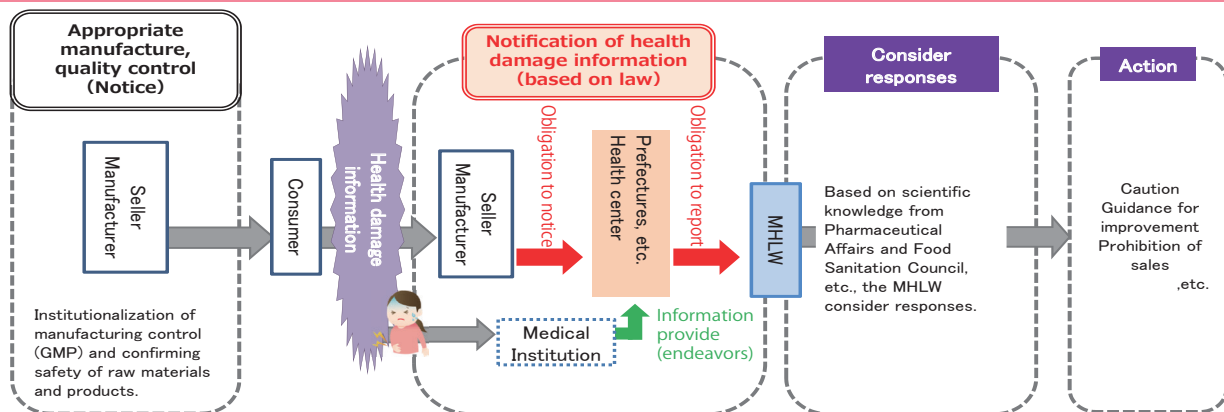 Appropriate
manufacture,
quality control
(Notice)
Seller
Manufacturer
Institutionalization of
manufacturing control
(GMP) and confirming
safety of raw materials
and products.
Consumer
Health damage
information
Notification of health
damage information
(based on law)
Seller
Manufacturer
Obligation to notice
Prefectures, etc.
Health center
Obligation to report
Medical
Institution
Information
provide
(endeavors)
MHLW
Consider
responses
Based on scientific
knowledge from
Pharmaceutical
Affairs and Food
Sanitation Council,
etc., the MHLW
consider responses.
Action
Caution
Guidance for
improvement
Prohibition of
sales
,etc.